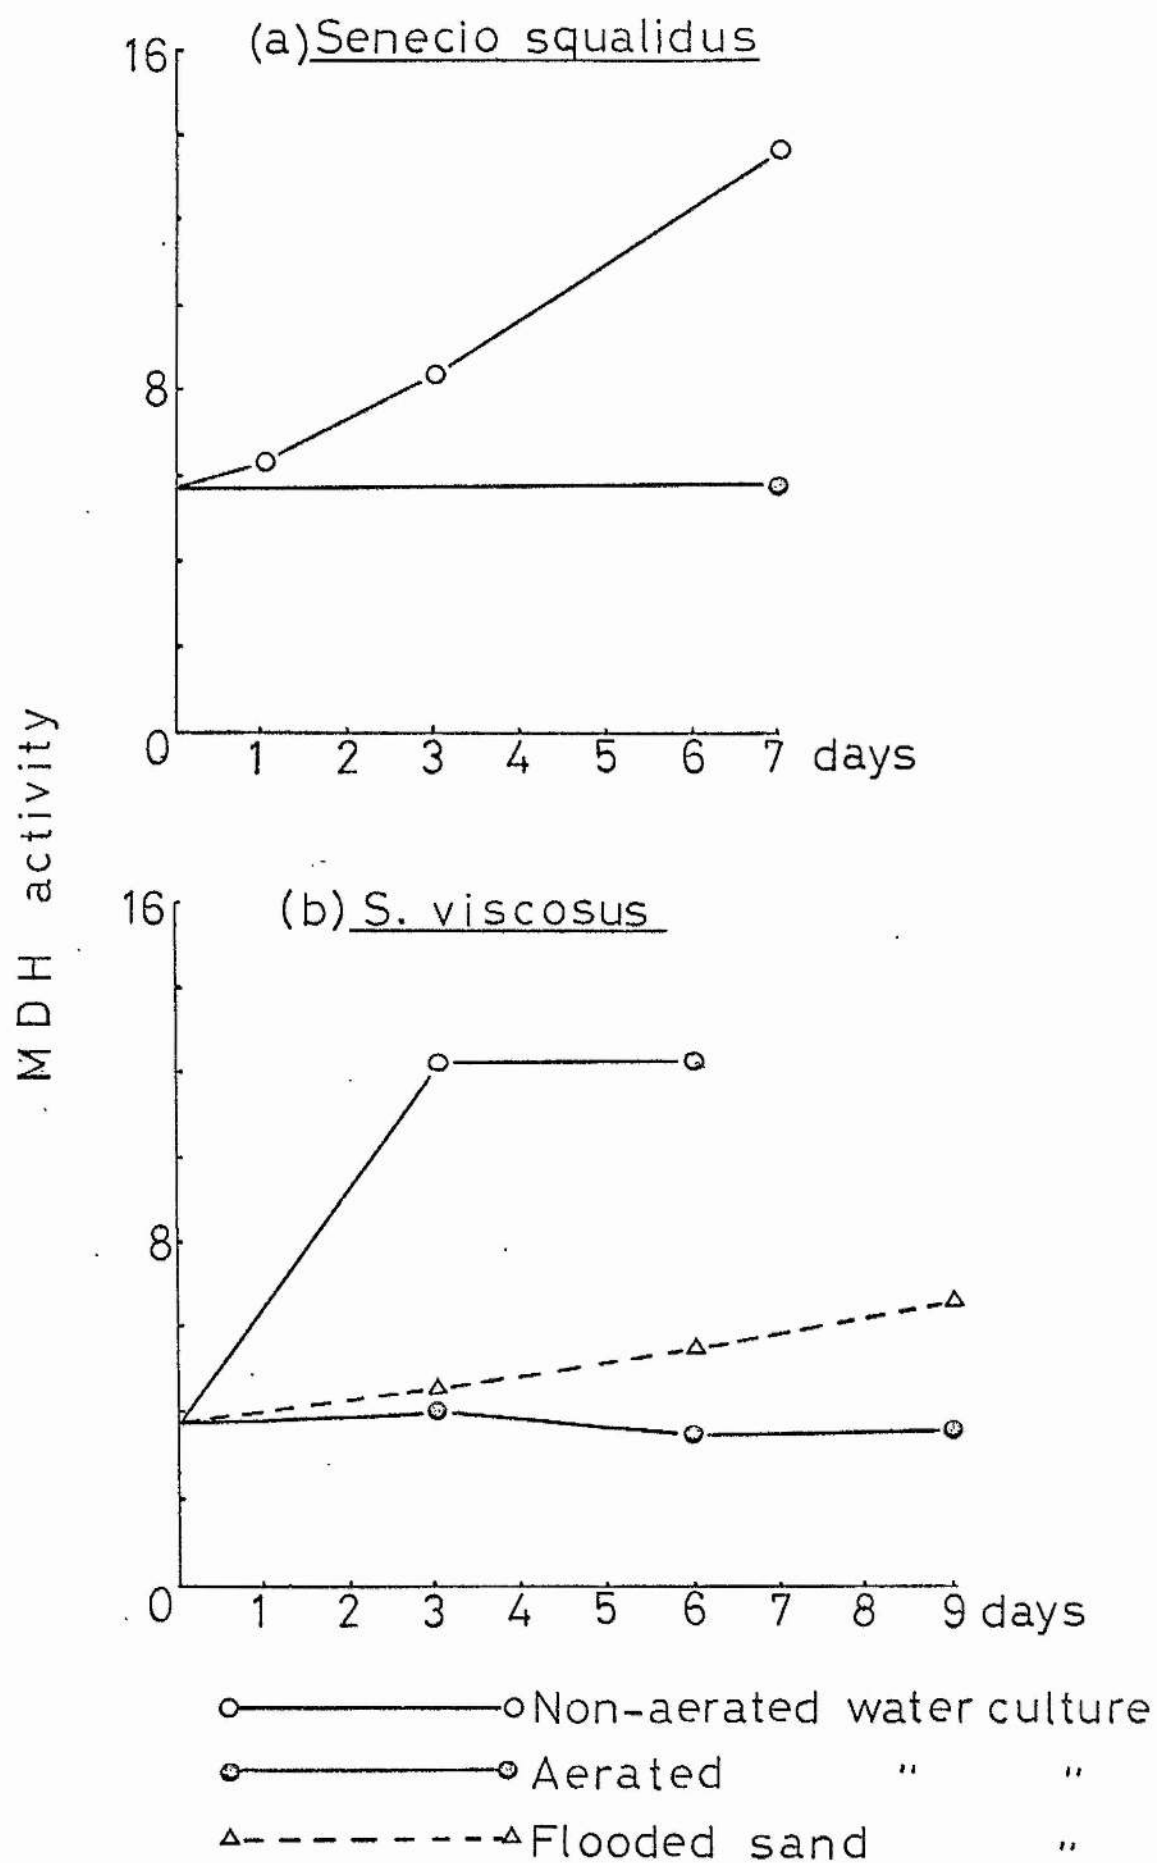 (a) Senecio squalidus
16
8
0 1 2 3 4 5 6 7 days
MDH activity
(b) S. viscosus
16
8
0 1 2 3 4 5 6 7 8 9 days
Non-aerated water culture
Aerated " "
Flooded sand "